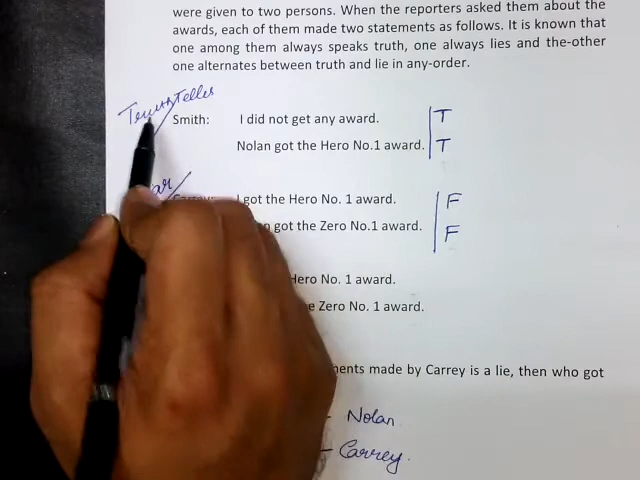 were given to two persons. When the reporters asked them about the
awards, each of them made two statements as follows. It is known that
one among them always speaks truth, one always lies and the-other
one alternates between truth and lie in any-order.
Truth Teller
Smith: I did not get any award. T
Nolan got the Hero No.1 award. T
I got the Hero No. 1 award. F
got the Zero No.1 award. F
Hero No. 1 award.
Zero No. 1 award.
made by Carrey is a lie, then who got
Nolan
Carrey.